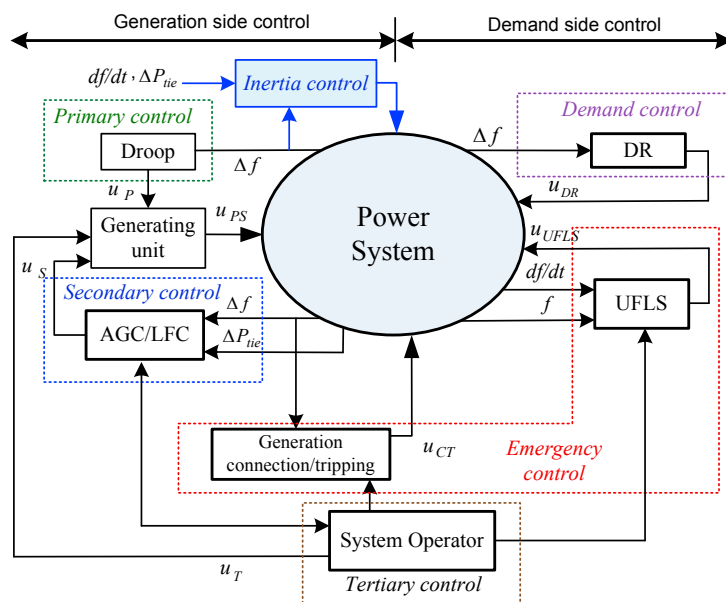 Generation side control
Demand side control
df/dt , ΔP_tie
Inertia control
Primary control
Demand control
Droop
Δf
Δf
DR
u_P
u_DR
Generating
unit
u_PS
Power
System
u_UFLS
u_S
df/dt
Secondary control
Δf
f
UFLS
AGC/LFC
ΔP_tie
Generation
connection/tripping
u_CT
Emergency
control
System Operator
u_T
Tertiary control